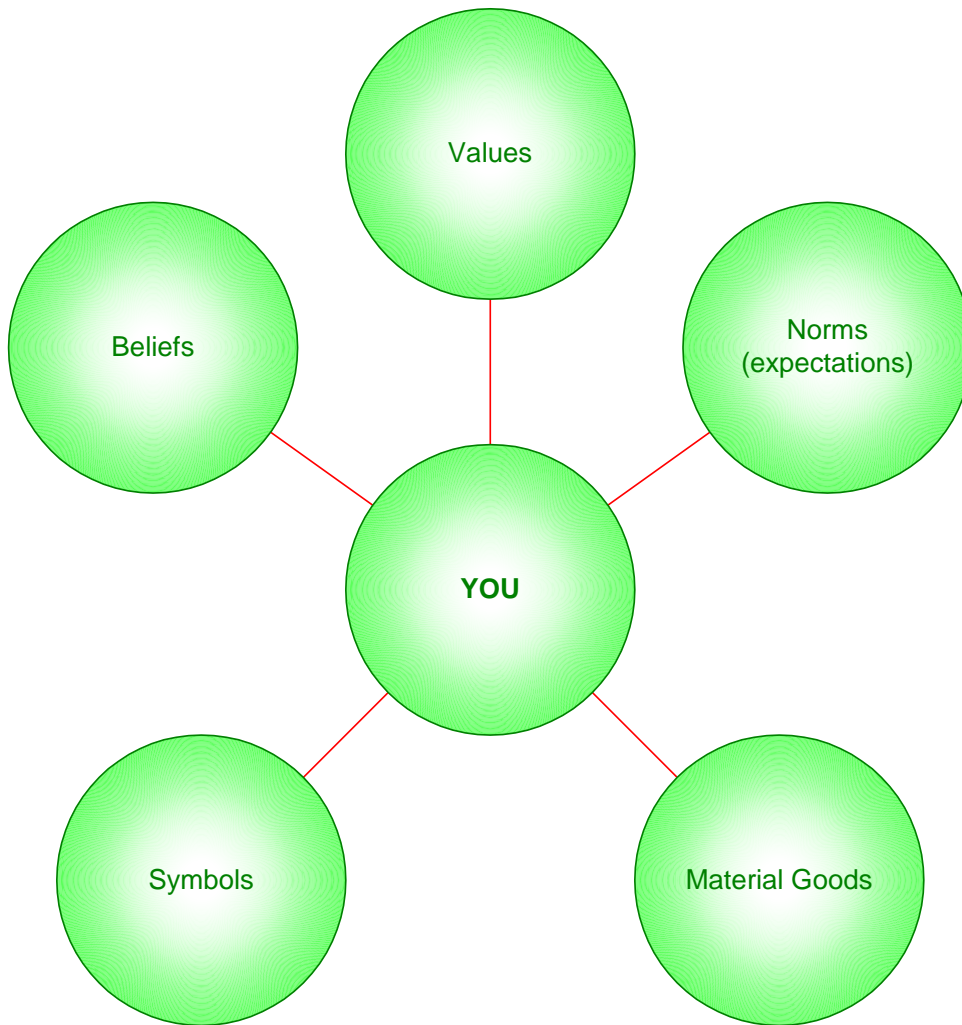 Values
Beliefs
Norms
(expectations)
YOU
Symbols
Material Goods